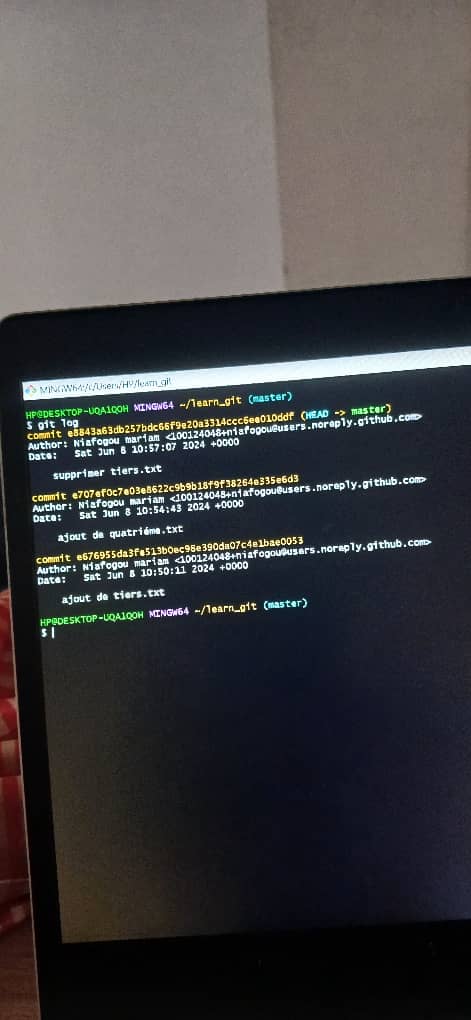 MINGW64:/c/Users/HP/learn_git
HP@DESKTOP-UQA1QOH MINGW64 ~/learn_git (master)
$ git log
commit e8843a63db257bdc66f9e20a3314ccc6ee010ddf (HEAD -> master)
Author: Niafogou mariam <100124048+niafogou@users.noreply.github.com>
Date: Sat Jun 8 10:57:07 2024 +0000
supprimer tiers.txt
commit e707ef0c7e03e8622c9b9b18f9f38264e335e6d3
Author: Niafogou mariam <100124048+niafogou@users.noreply.github.com>
Date: Sat Jun 8 10:54:43 2024 +0000
ajout de quatriéme.txt
commit e676955da3fe513b0ec98e390da07c4e1bae0053
Author: Niafogou mariam <100124048+niafogou@users.noreply.github.com>
Date: Sat Jun 8 10:50:11 2024 +0000
ajout de tiers.txt
HP@DESKTOP-UQA1QOH MINGW64 ~/learn_git (master)
$